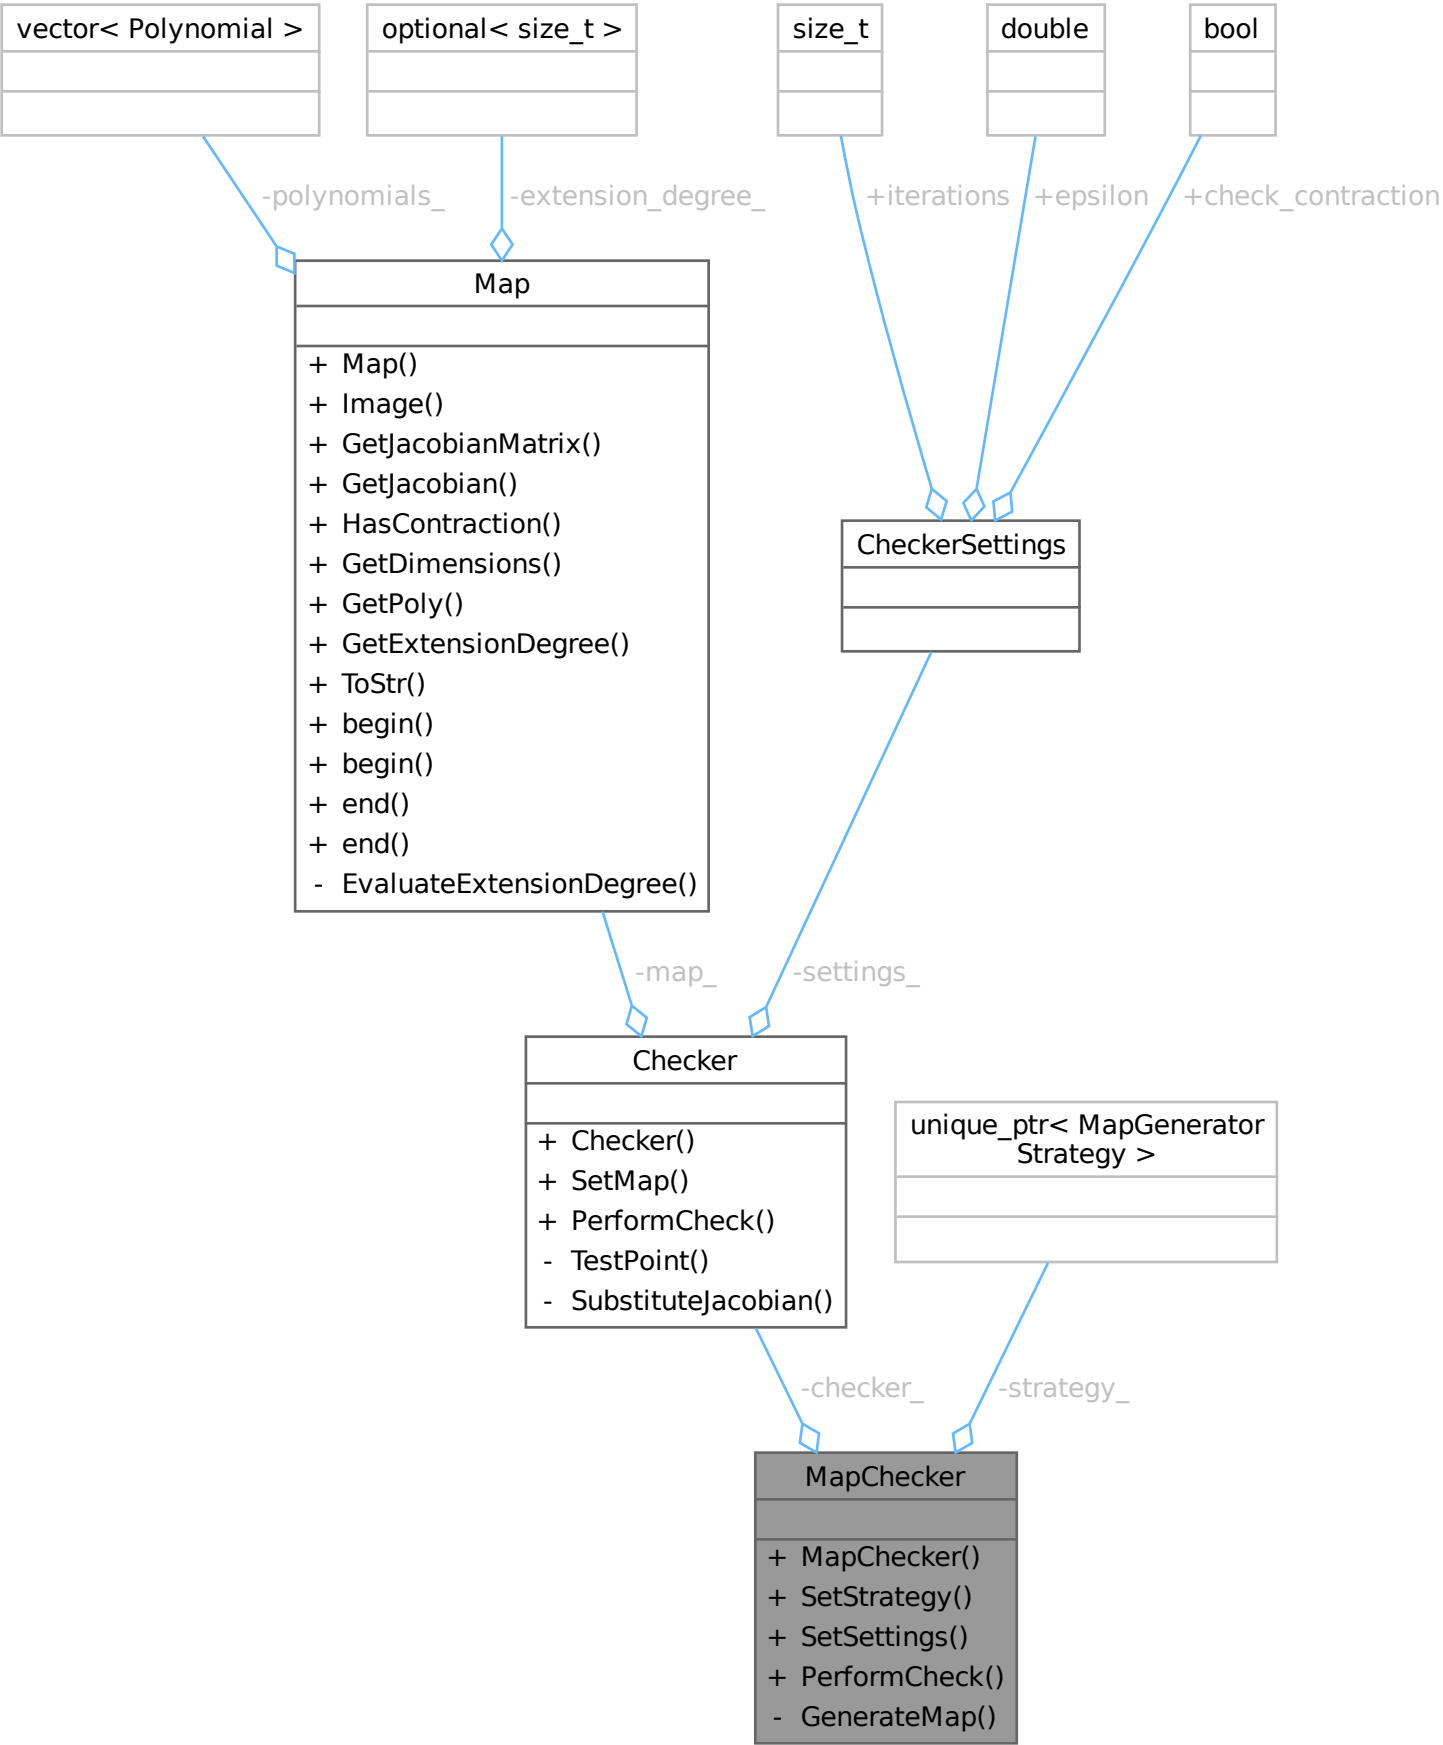 vector< Polynomial >
optional< size_t >
size_t
double
bool
-polynomials_
-extension_degree_
+iterations
+epsilon
+check_contraction
Map
+ Map()
+ Image()
+ GetJacobianMatrix()
+ GetJacobian()
+ HasContraction()
+ GetDimensions()
+ GetPoly()
+ GetExtensionDegree()
+ ToStr()
+ begin()
+ begin()
+ end()
+ end()
- EvaluateExtensionDegree()
CheckerSettings
-map_
-settings_
Checker
+ Checker()
+ SetMap()
+ PerformCheck()
- TestPoint()
- SubstituteJacobian()
unique_ptr< MapGenerator
Strategy >
-checker_
-strategy_
MapChecker
+ MapChecker()
+ SetStrategy()
+ SetSettings()
+ PerformCheck()
- GenerateMap()